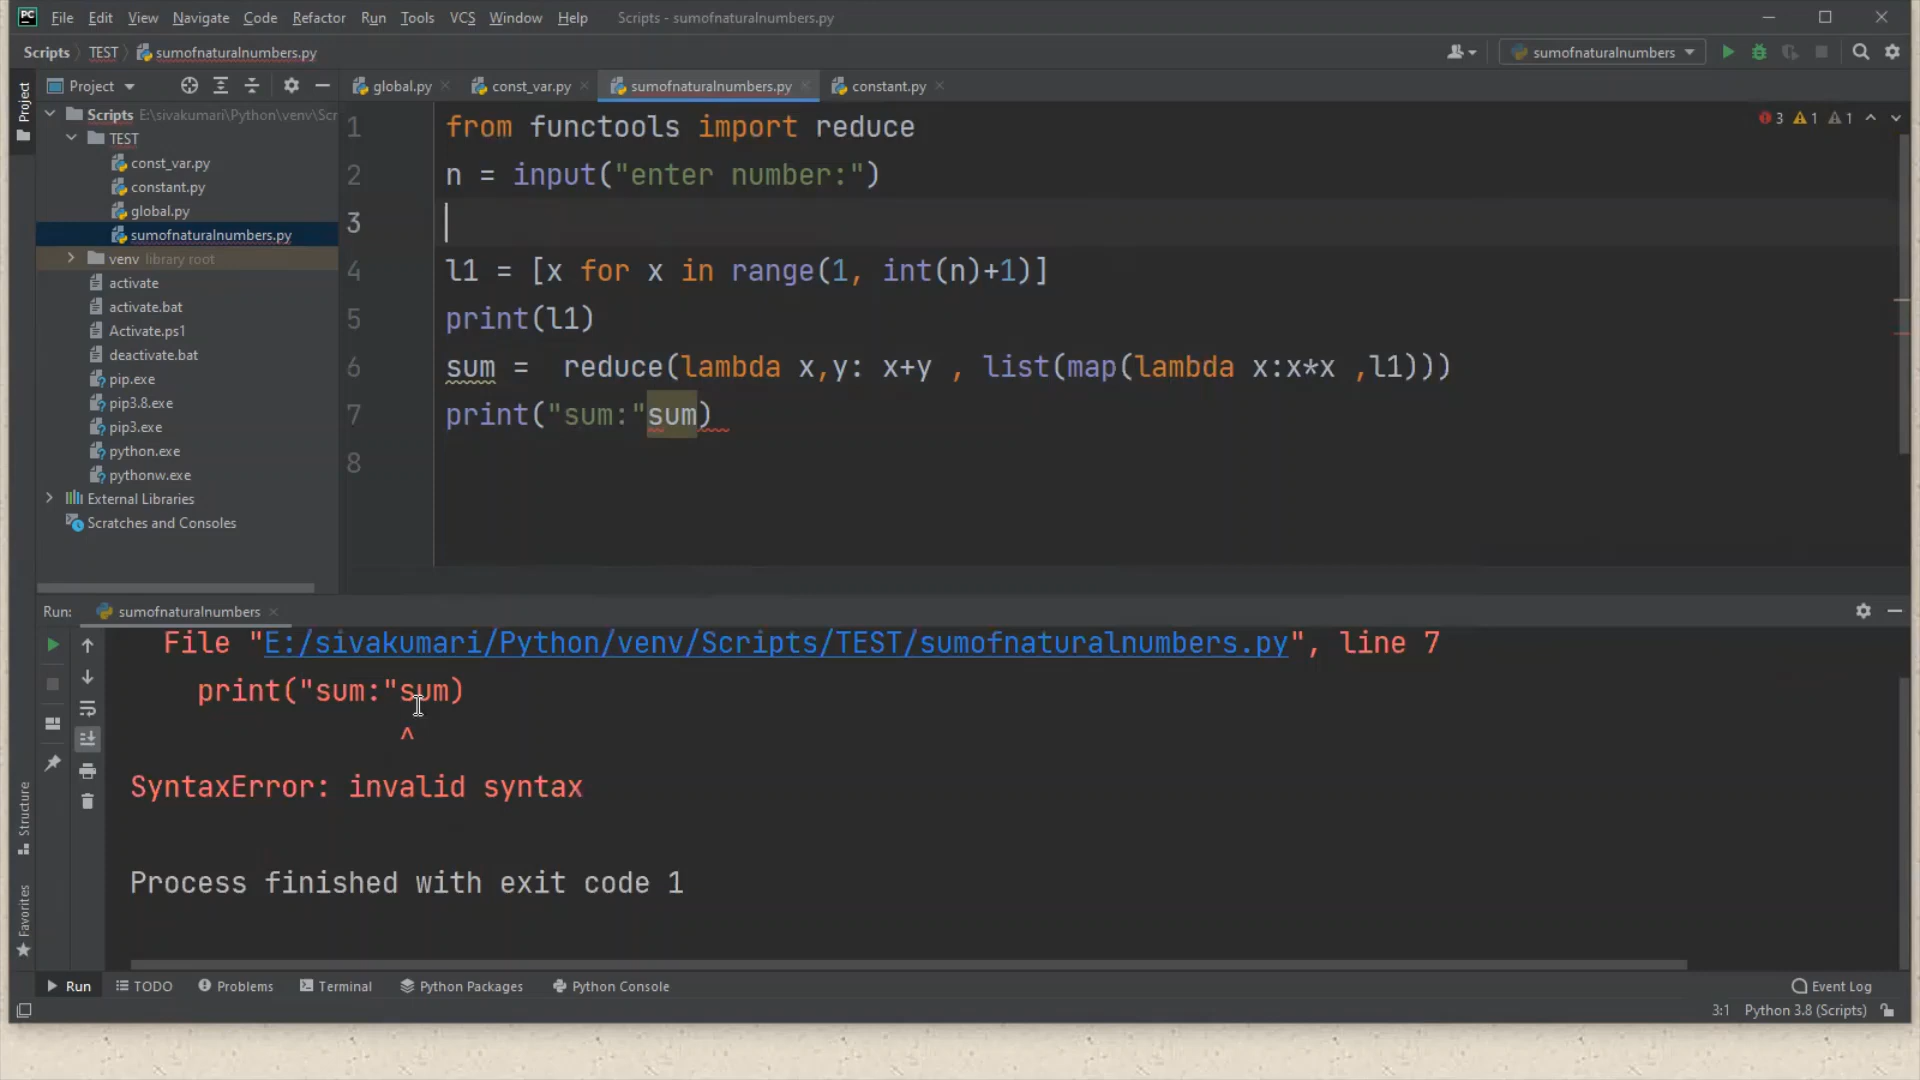 PC File Edit View Navigate Code Refactor Run Tools VCS Window Help Scripts - sumofnaturalnumbers.py
Scripts TEST sumofnaturalnumbers.py sumofnaturalnumbers
Project global.py const_var.py sumofnaturalnumbers.py constant.py
Project
Scripts E:\sivakumari\Python\venv\Scr
TEST
const_var.py
constant.py
global.py
sumofnaturalnumbers.py
venv library root
activate
activate.bat
Activate.ps1
deactivate.bat
pip.exe
pip3.8.exe
pip3.exe
python.exe
pythonw.exe
External Libraries
Scratches and Consoles
3 1 1
1 from functools import reduce
2 n = input("enter number:")
3
4 l1 = [x for x in range(1, int(n)+1)]
5 print(l1)
6 sum =  reduce(lambda x,y: x+y , list(map(lambda x:x*x ,l1)))
7 print("sum:"sum)
8
Run: sumofnaturalnumbers
File "E:/sivakumari/Python/venv/Scripts/TEST/sumofnaturalnumbers.py", line 7
print("sum:"sum)
^
SyntaxError: invalid syntax
Process finished with exit code 1
Structure
Favorites
Run TODO Problems Terminal Python Packages Python Console Event Log
3:1 Python 3.8 (Scripts)